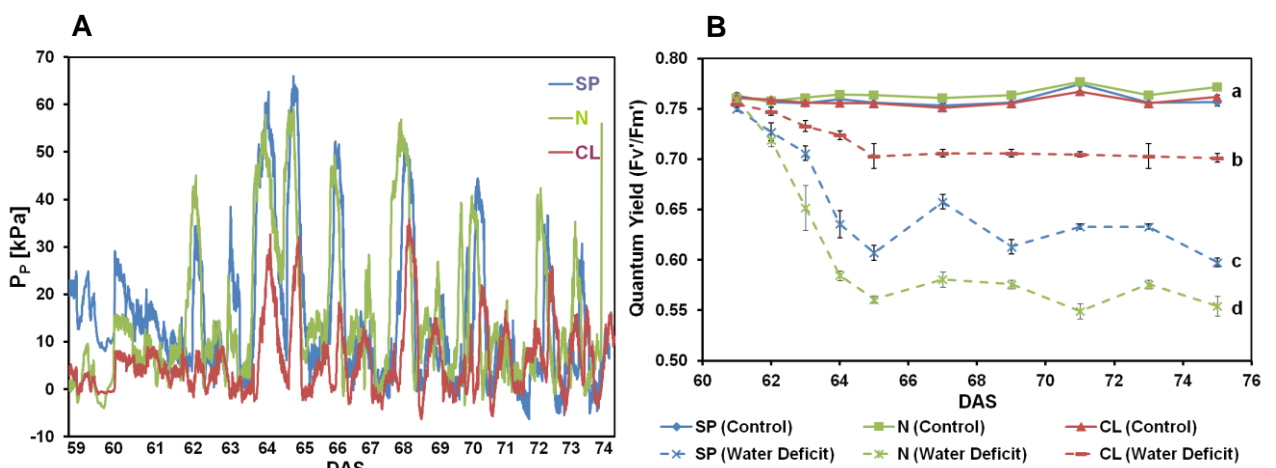 A
B
70
60
50
40
30
20
10
0
-10
P_P [kPa]
SP
N
CL
59 60 61 62 63 64 65 66 67 68 69 70 71 72 73 74
DAS
0.80
0.75
0.70
0.65
0.60
0.55
0.50
Quantum Yield (Fv'/Fm')
a
b
c
d
60 62 64 66 68 70 72 74 76
DAS
SP (Control) N (Control) CL (Control)
SP (Water Deficit) N (Water Deficit) CL (Water Deficit)